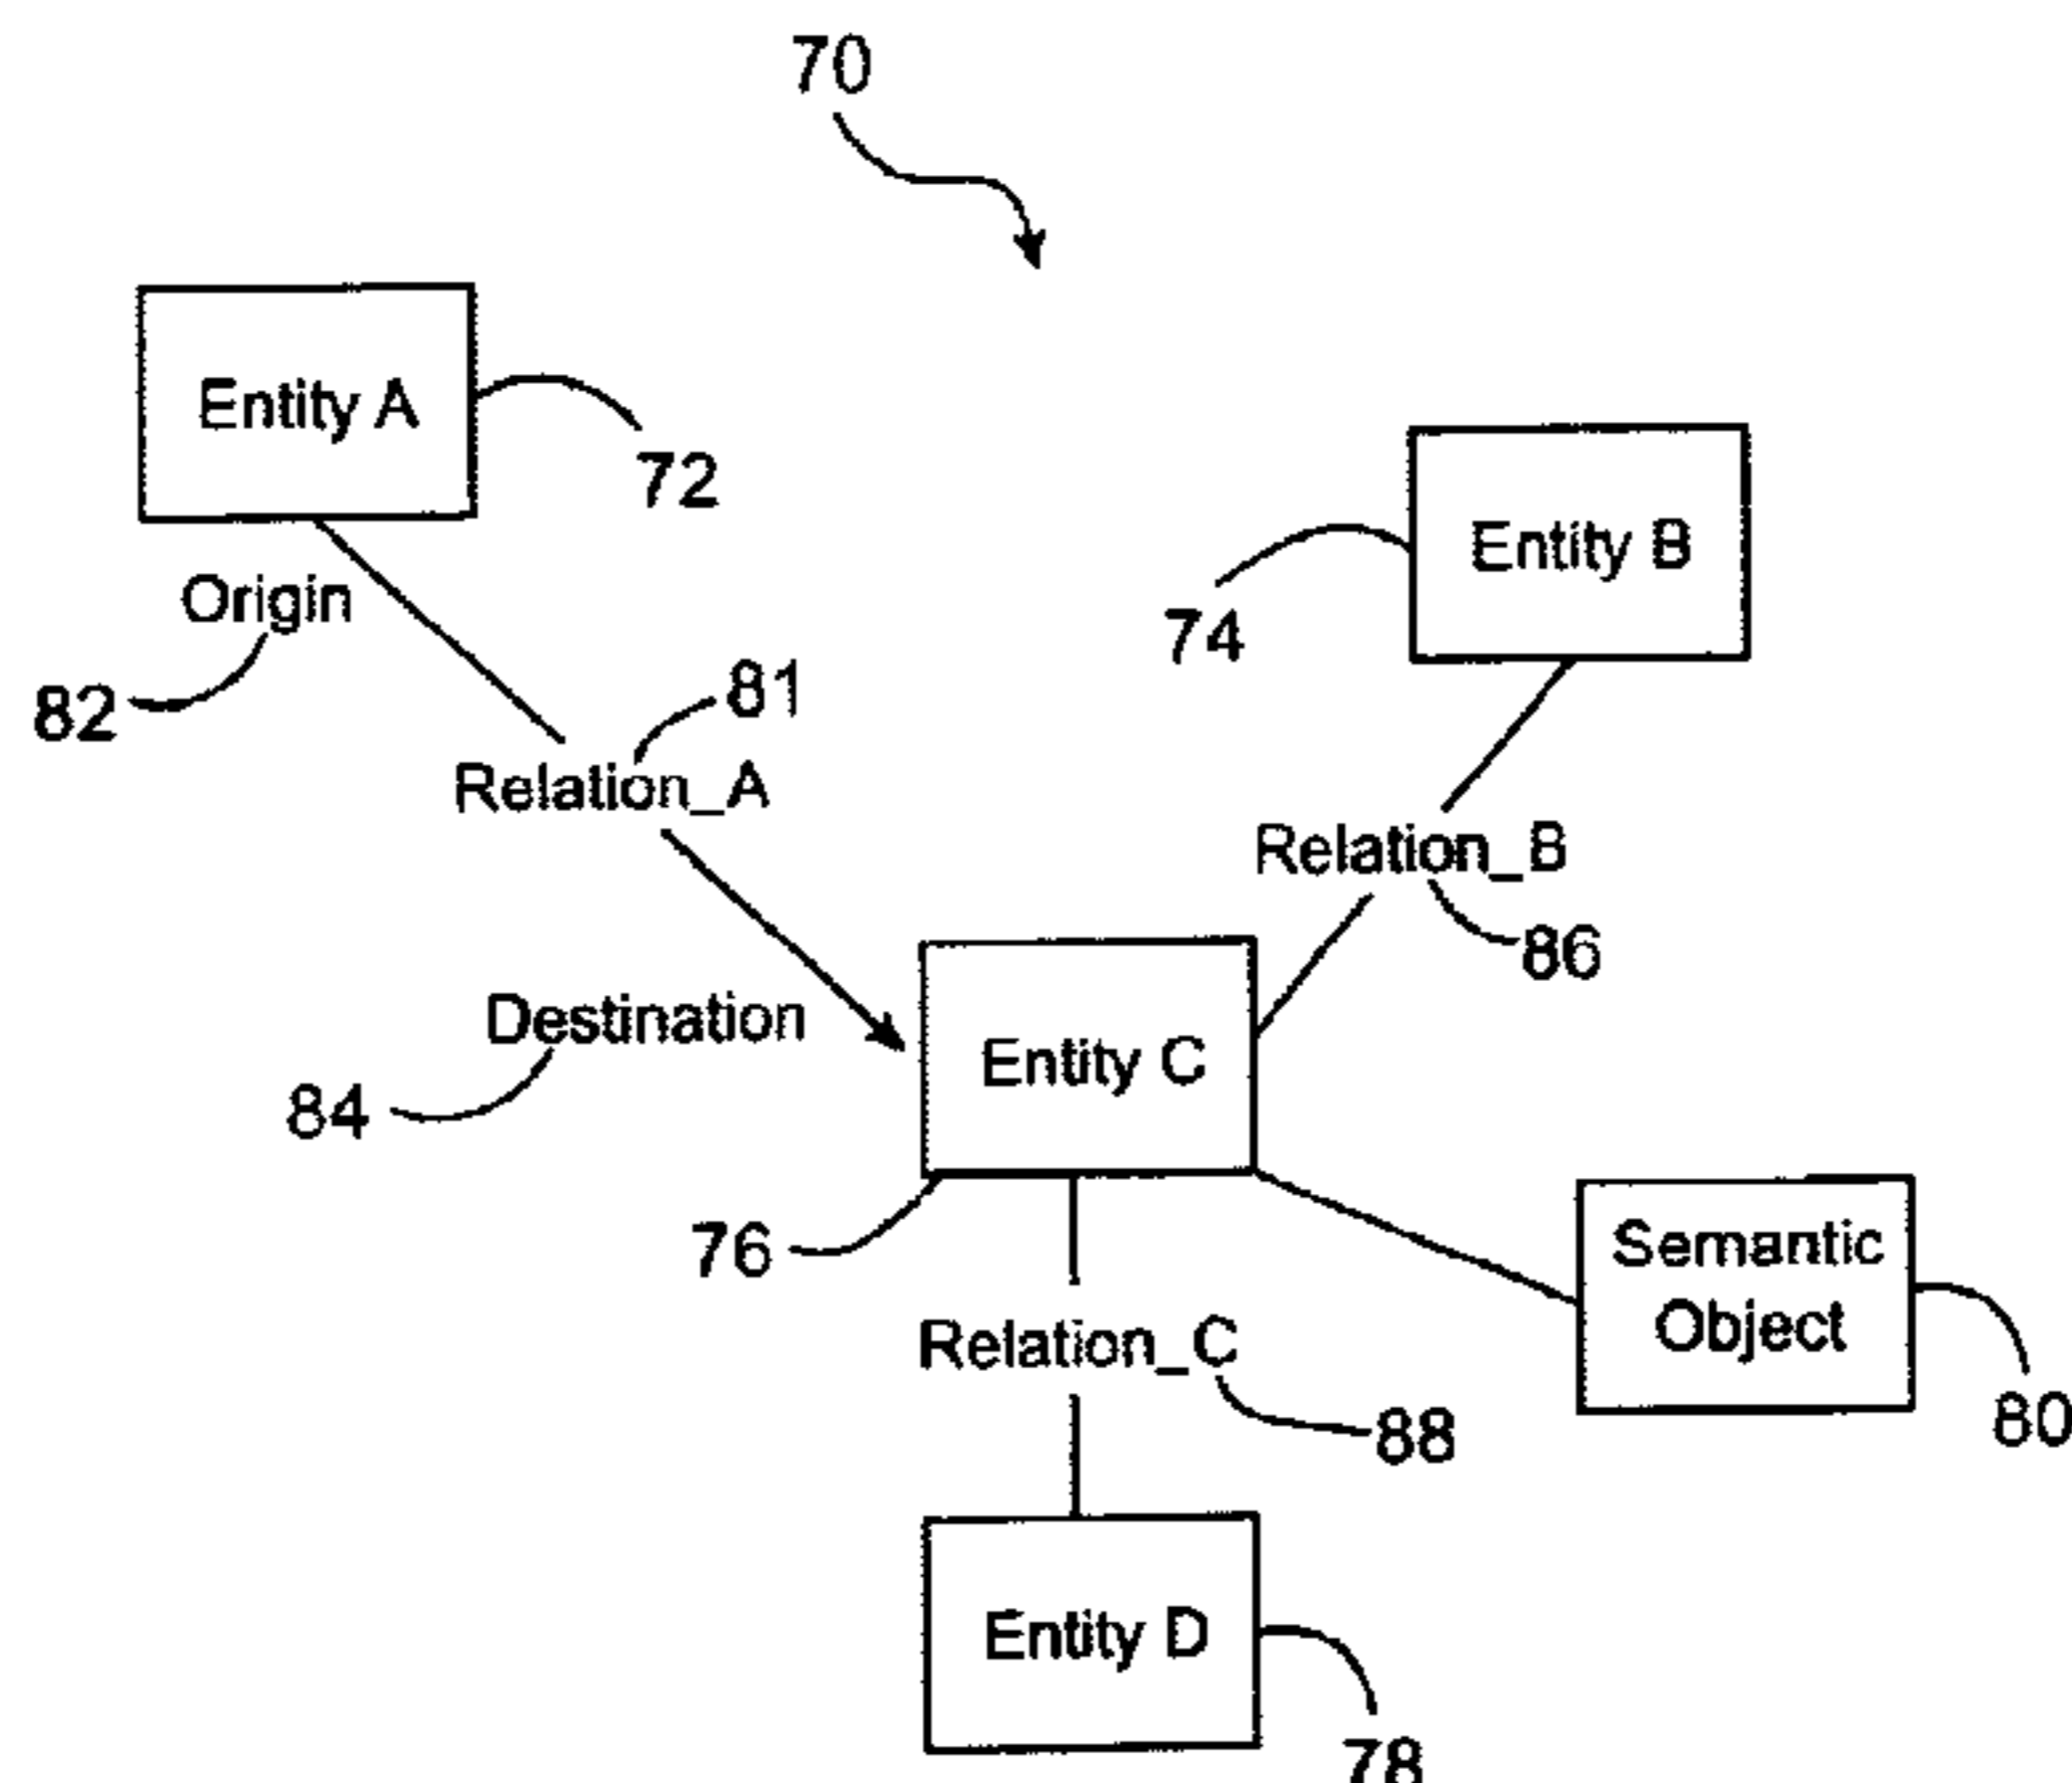 70
Entity A
72
Entity B
74
Origin
82
81
Relation_A
Relation_B
86
Destination
84
Entity C
76
Semantic
Object
80
Relation_C
88
Entity D
78